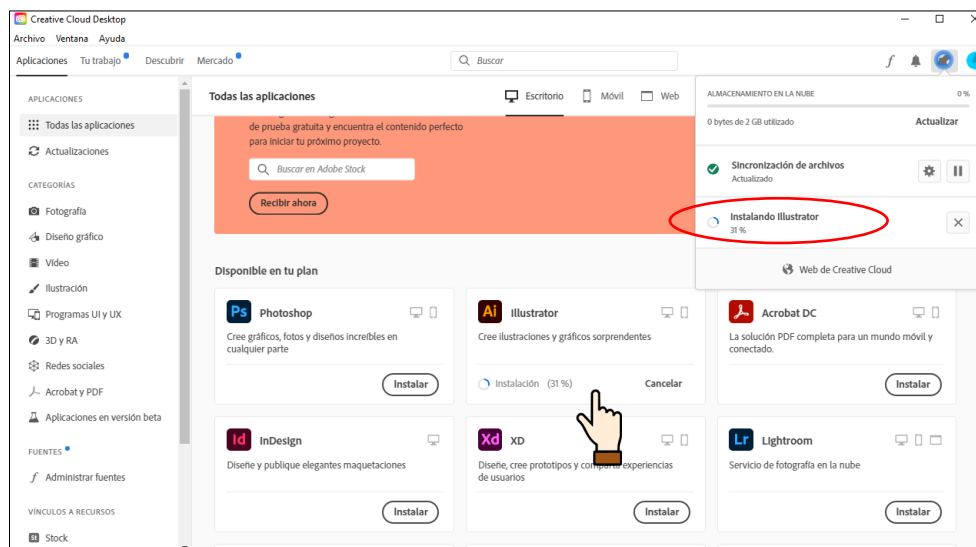 Creative Cloud Desktop
Archivo Ventana Ayuda
Aplicaciones Tu trabajo Descubrir Mercado
Buscar
APLICACIONES
Todas las aplicaciones
Actualizaciones
CATEGORÍAS
Fotografía
Diseño gráfico
Vídeo
Ilustración
Programas UI y UX
3D y RA
Redes sociales
Acrobat y PDF
Aplicaciones en versión beta
FUENTES
Administrar fuentes
VÍNCULOS A RECURSOS
St Stock
Todas las aplicaciones
Escritorio Móvil Web
de prueba gratuita y encuentra el contenido perfecto
para iniciar tu próximo proyecto.
Buscar en Adobe Stock
Recibir ahora
ALMACENAMIENTO EN LA NUBE 0 %
0 bytes de 2 GB utilizado Actualizar
Sincronización de archivos
Actualizado
Instalando Illustrator
31 %
Web de Creative Cloud
Disponible en tu plan
Ps Photoshop
Cree gráficos, fotos y diseños increíbles en
cualquier parte
Instalar
Ai Illustrator
Cree ilustraciones y gráficos sorprendentes
Instalación (31 %) Cancelar
Acrobat DC
La solución PDF completa para un mundo móvil y
conectado.
Instalar
Id InDesign
Diseñe y publique elegantes maquetaciones
Instalar
Xd XD
Diseñe, cree prototipos y comparta experiencias
de usuarios
Instalar
Lr Lightroom
Servicio de fotografía en la nube
Instalar